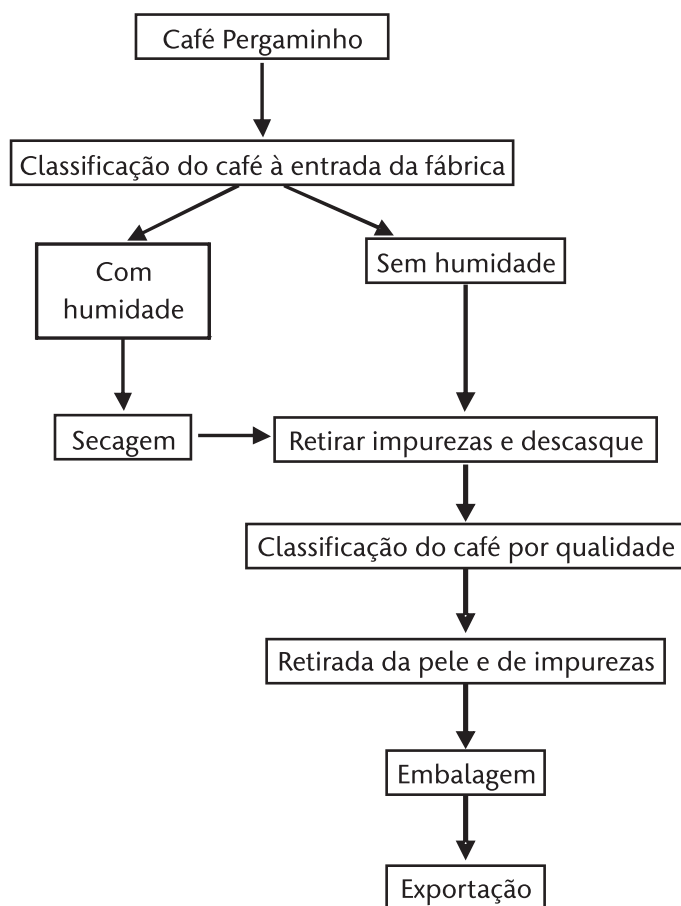 Café Pergaminho
Classificação do café à entrada da fábrica
Com
humidade
Sem humidade
Secagem
Retirar impurezas e descasque
Classificação do café por qualidade
Retirada da pele e de impurezas
Embalagem
Exportação